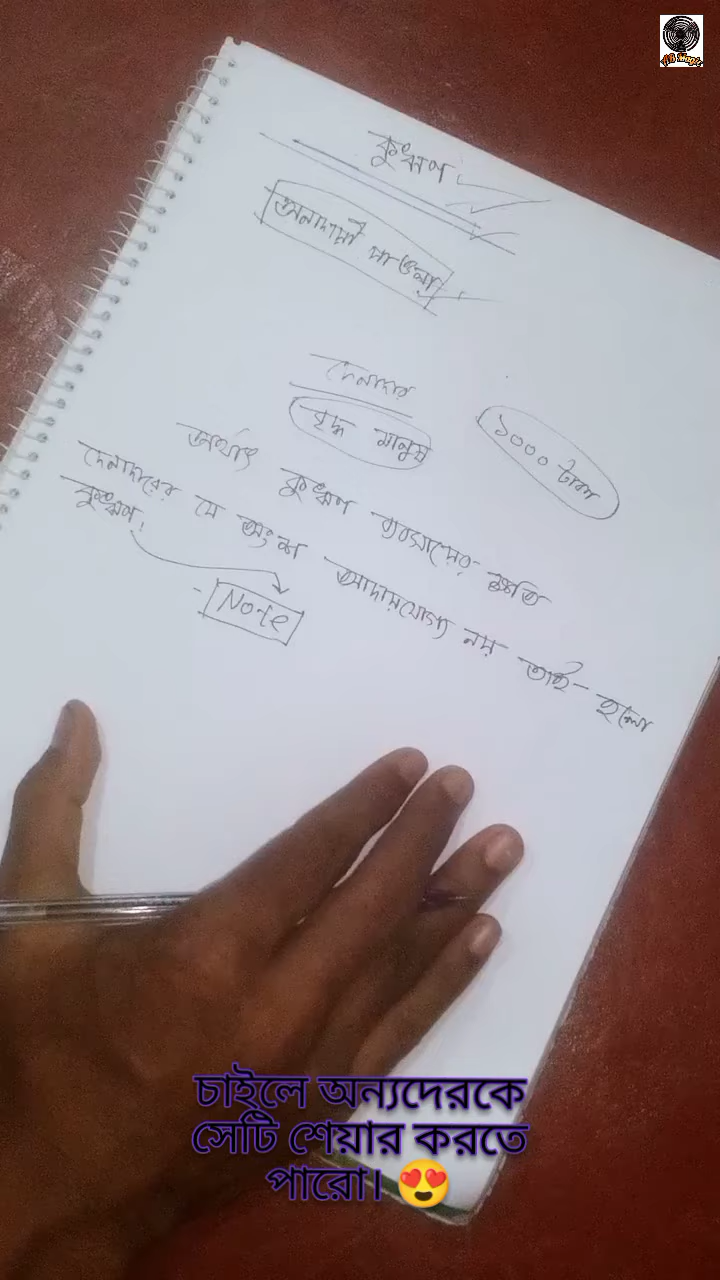 কুঋণ
অনাদায়ী পাওনা
দেনাদার
বৃদ্ধ মানুষ
১০০০ টাকা
অর্থাৎ কুঋণ ব্যবসায়ের ক্ষতি
দেনাদারের যে অংশ আদায়যোগ্য নয় তাই হলো
কুঋণ।
Note
চাইলে অন্যদেরকে
সেটি শেয়ার করতে
পারো। 😍